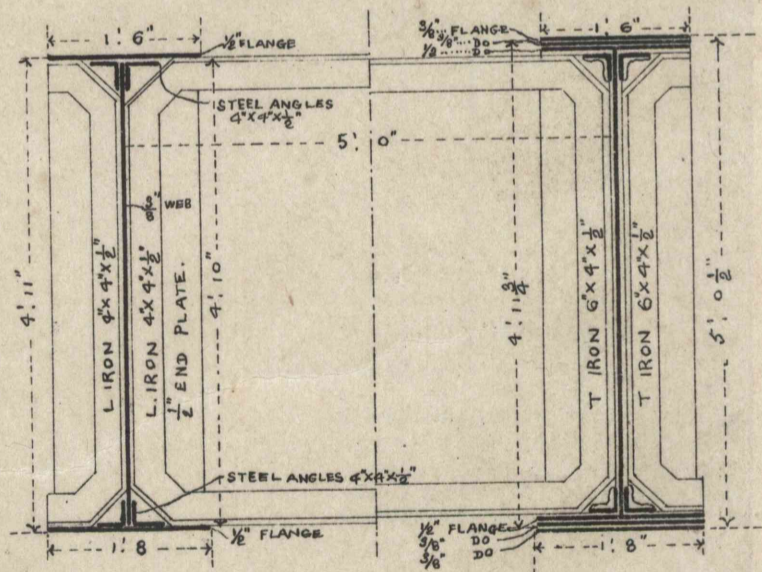 1' 6"
1/2" FLANGE
3/8" FLANGE
3/8" DO
1/2 DO
1' 6"
STEEL ANGLES
4"X4"X1/2"
5' 0"
3/8" WEB
4' 11"
L IRON 4"X4"X1/2"
L. IRON 4"X4"X1/2"
1/2" END PLATE.
4' 10"
4' 11 3/4"
T IRON 6"X4"X1/2"
T IRON 6"X4"X1/2"
5' 0 1/2"
STEEL ANGLES 4"X4"X1/2"
1/2" FLANGE
1' 8
1/2" FLANGE
3/8" DO
3/8" DO
1' 8"